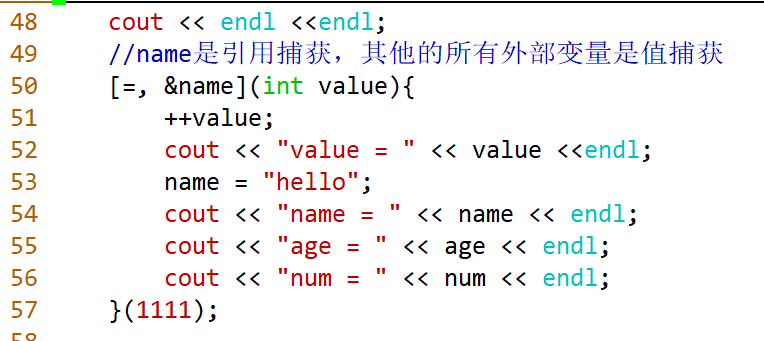 48 cout << endl <<endl;
49 //name是引用捕获，其他的所有外部变量是值捕获
50 [=, &name](int value){
51 ++value;
52 cout << "value = " << value <<endl;
53 name = "hello";
54 cout << "name = " << name << endl;
55 cout << "age = " << age << endl;
56 cout << "num = " << num << endl;
57 }(1111);
58